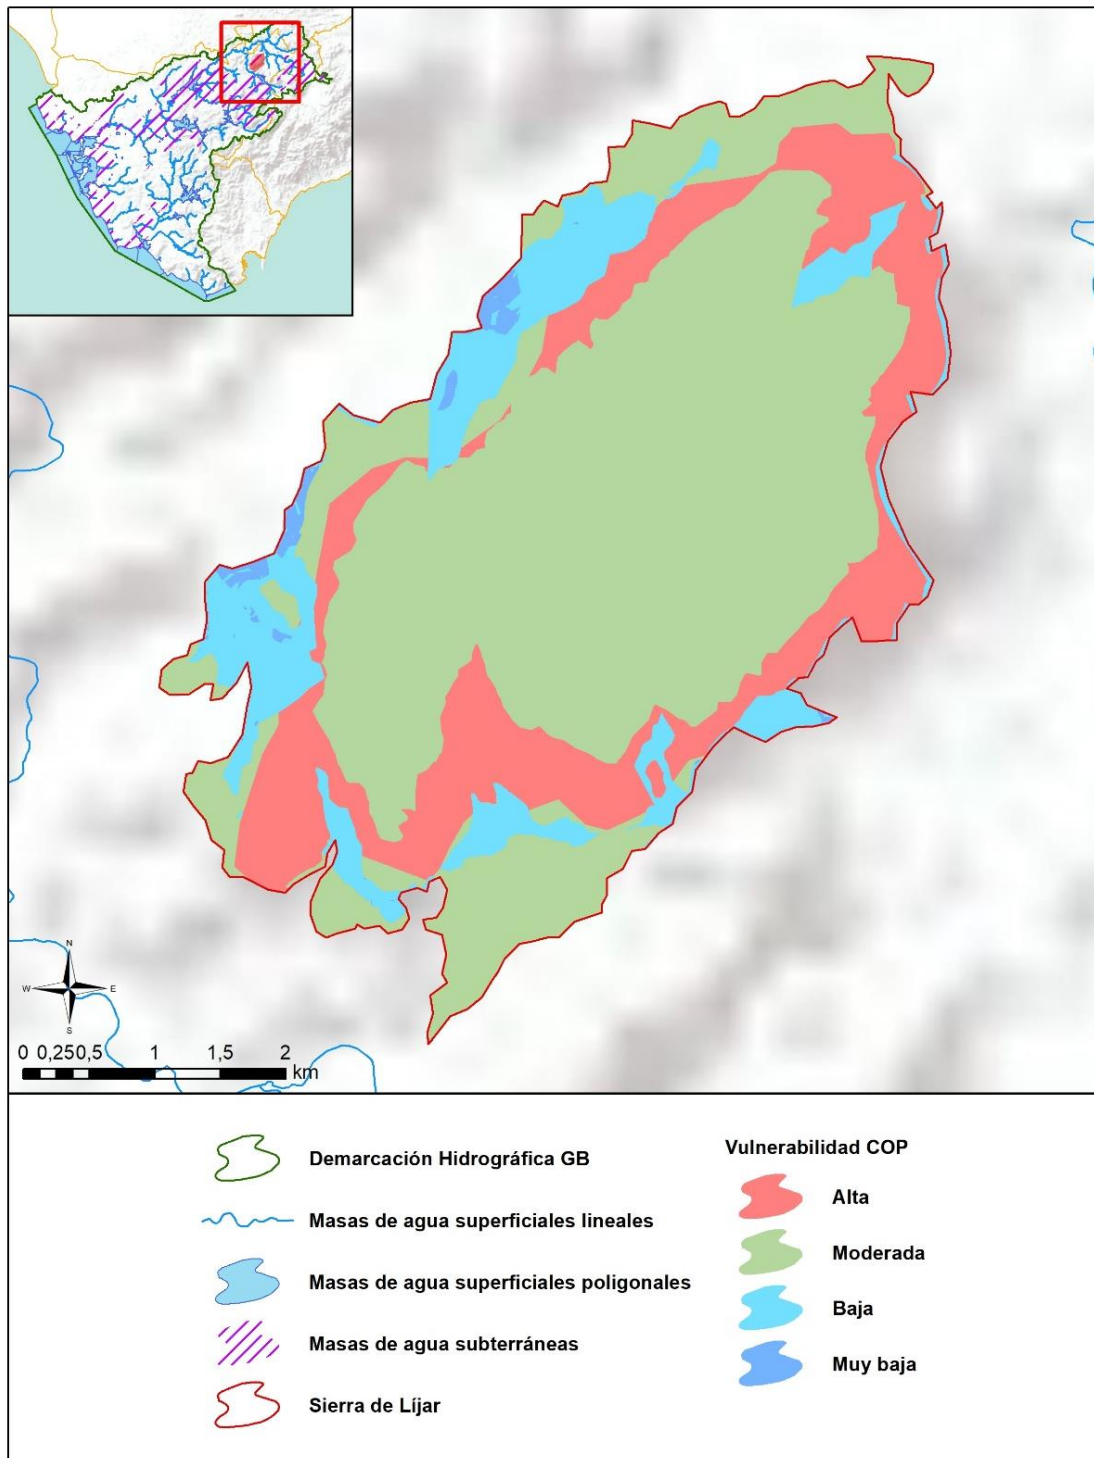 N
W E
S
0 0,250,5 1 1,5 2
km
Demarcación Hidrográfica GB
Masas de agua superficiales lineales
Masas de agua superficiales poligonales
Masas de agua subterráneas
Sierra de Líjar
Vulnerabilidad COP
Alta
Moderada
Baja
Muy baja